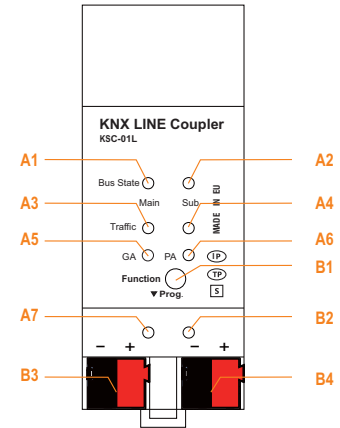 KNX LINE Coupler
KSC-01L
A1 A2
Bus State
Main Sub
A3 A4
Traffic
MADE IN EU
A5 A6
GA PA IP
B1
Function TP
▼Prog. S
A7 B2
− + − +
B3 B4